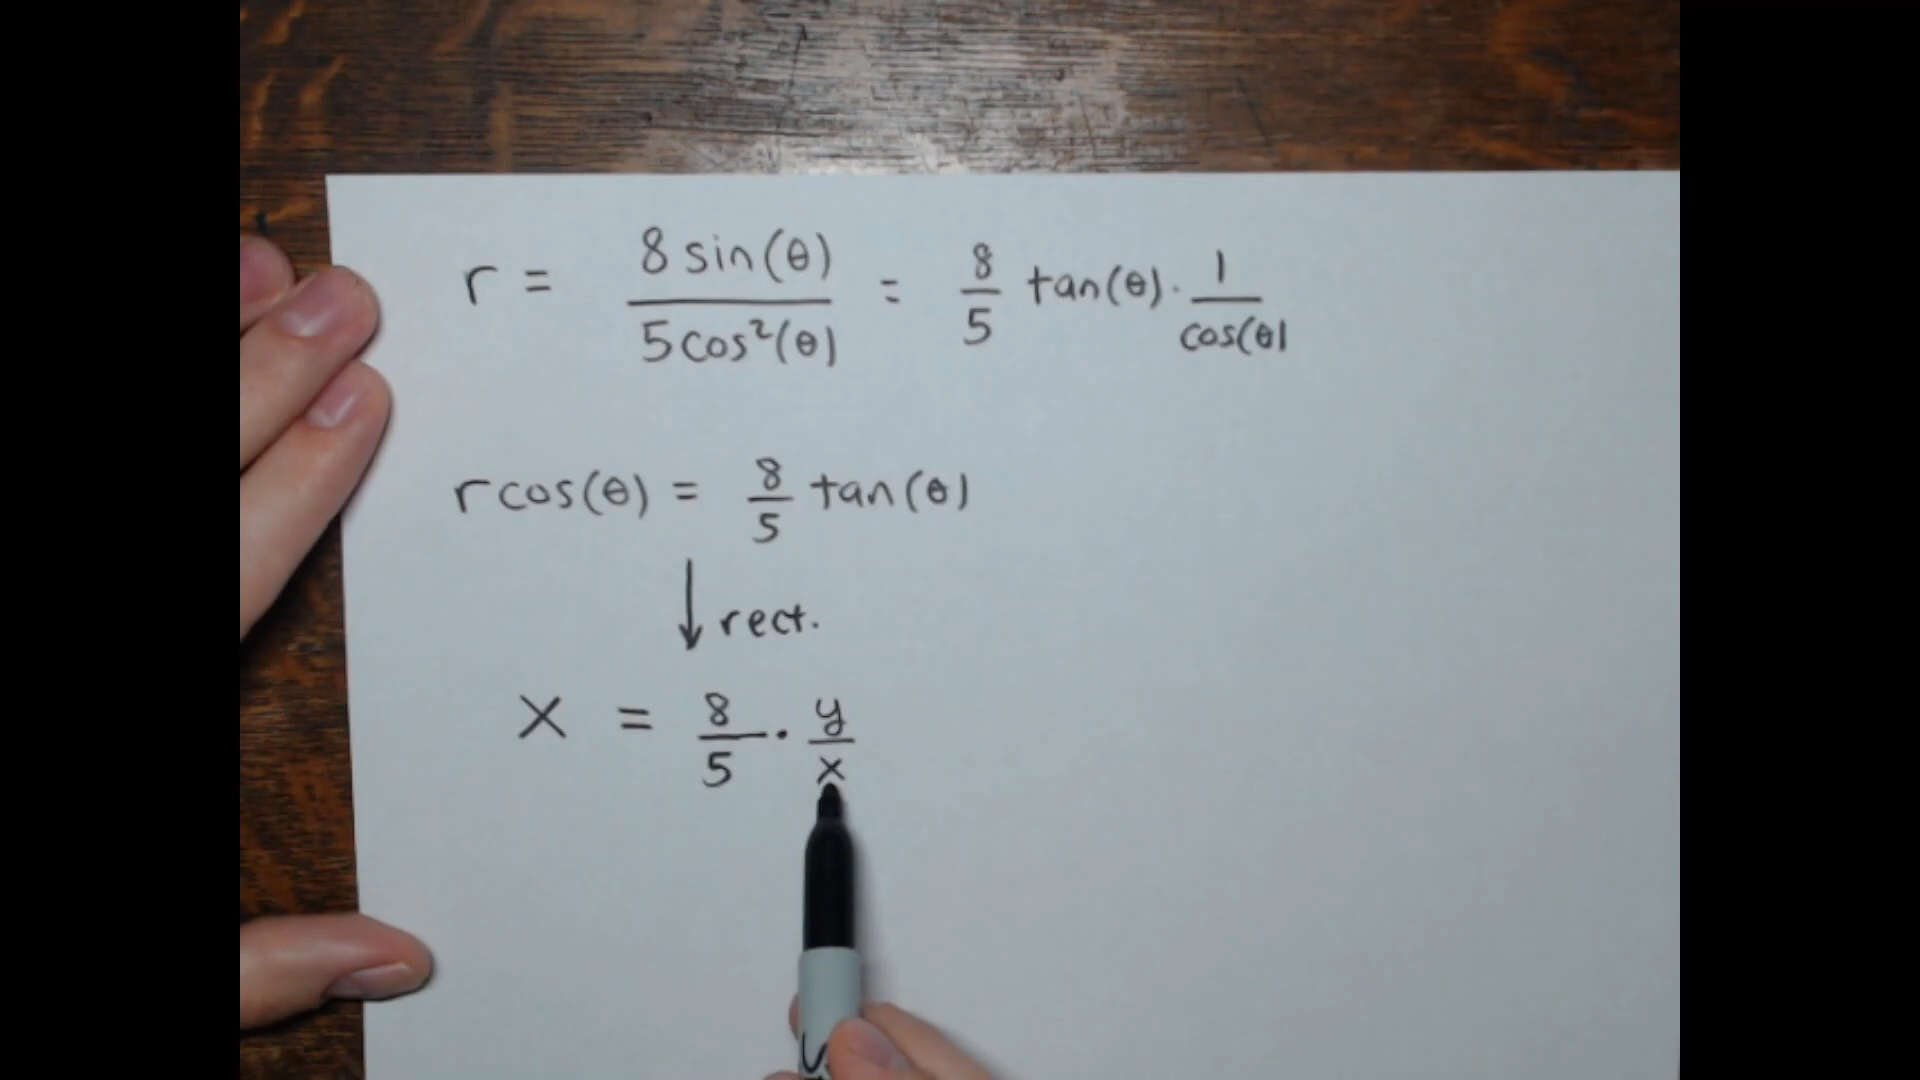 r = 8 sin(θ) / 5 cos²(θ) = 8/5 tan(θ) · 1/cos(θ)
r cos(θ) = 8/5 tan(θ)
↓ rect.
x = 8/5 · y/x